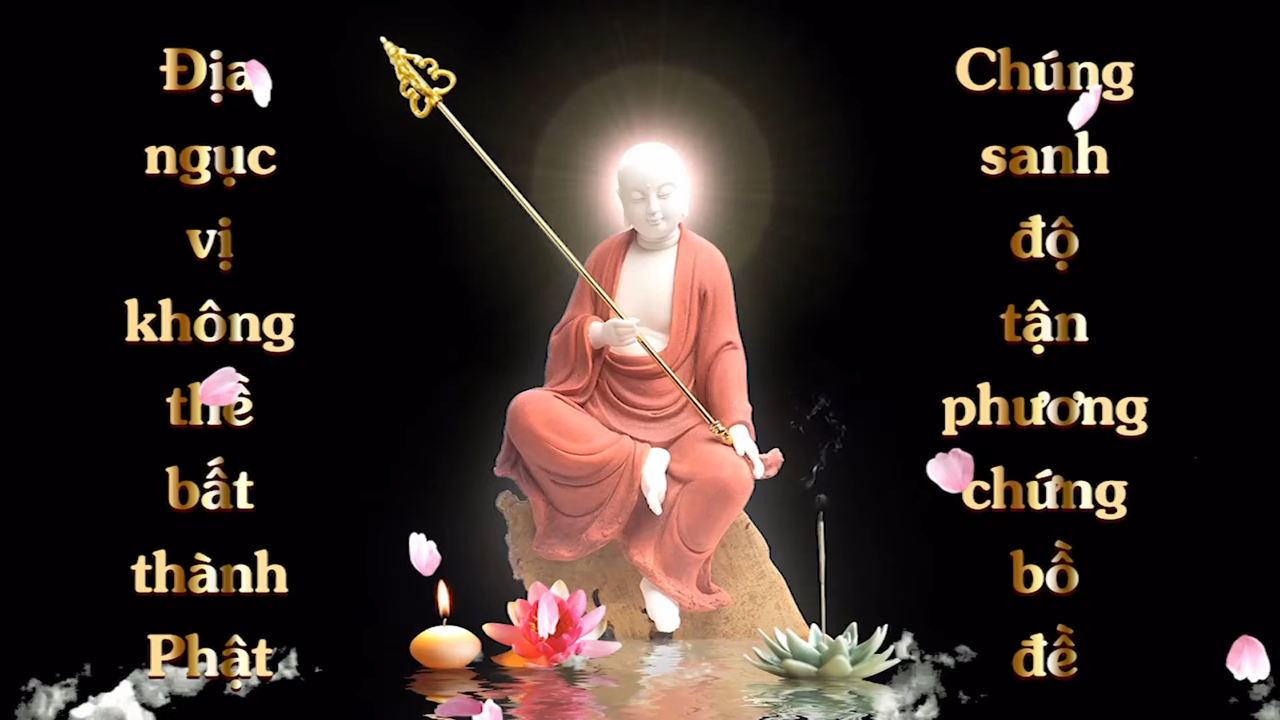 Địa
ngục
vị
không
thề
bất
thành
Phật
Chúng
sanh
độ
tận
phương
chứng
bồ
đề